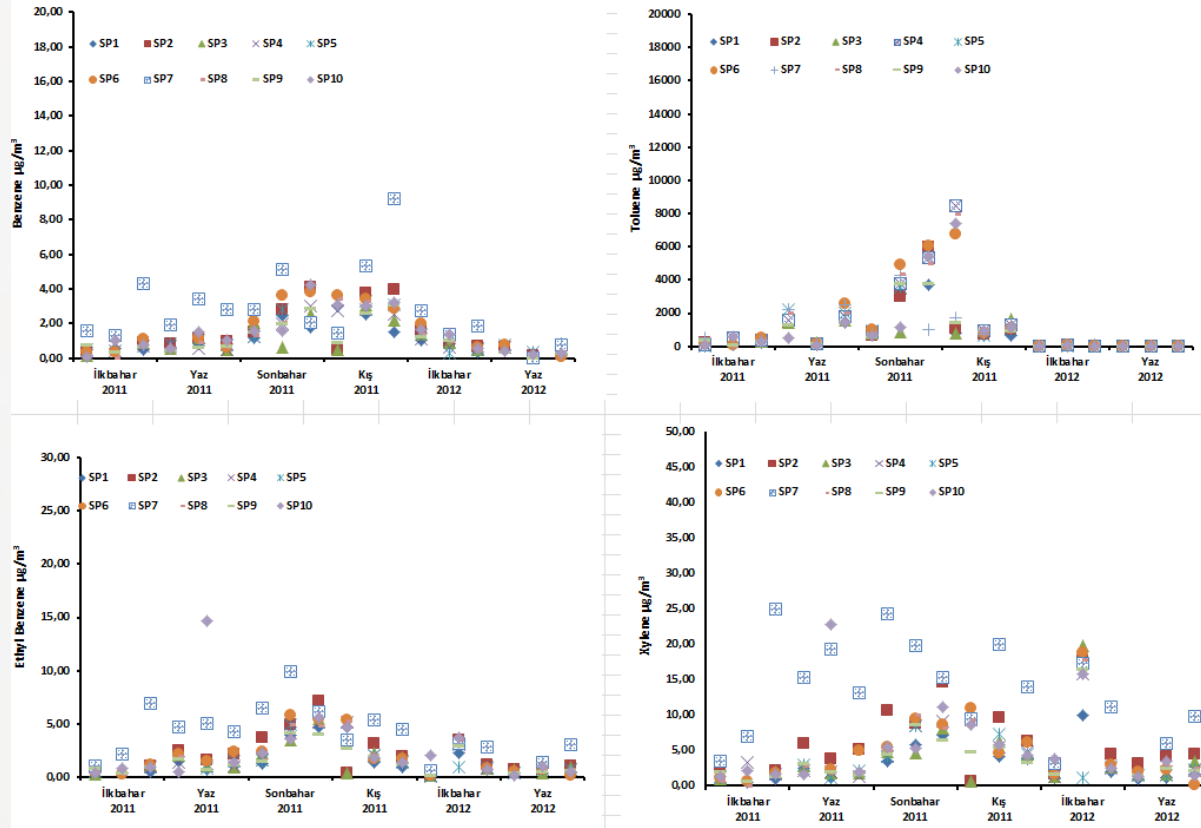 20,00
18,00
16,00
14,00
12,00
10,00
8,00
6,00
4,00
2,00
0,00
Benzene µg/m³
SP1 SP2 SP3 SP4 SP5
SP6 SP7 SP8 SP9 SP10
İlkbahar Yaz Sonbahar Kış İlkbahar Yaz
2011 2011 2011 2011 2012 2012
20000
18000
16000
14000
12000
10000
8000
6000
4000
2000
0
Toluene µg/m³
SP1 SP2 SP3 SP4 SP5
SP6 SP7 SP8 SP9 SP10
İlkbahar Yaz Sonbahar Kış İlkbahar Yaz
2011 2011 2011 2011 2012 2012
30,00
25,00
20,00
15,00
10,00
5,00
0,00
Ethyl Benzene µg/m³
SP1 SP2 SP3 SP4 SP5
SP6 SP7 SP8 SP9 SP10
İlkbahar Yaz Sonbahar Kış İlkbahar Yaz
2011 2011 2011 2011 2012 2012
50,00
45,00
40,00
35,00
30,00
25,00
20,00
15,00
10,00
5,00
0,00
Xylene µg/m³
SP1 SP2 SP3 SP4 SP5
SP6 SP7 SP8 SP9 SP10
İlkbahar Yaz Sonbahar Kış İlkbahar Yaz
2011 2011 2011 2011 2012 2012